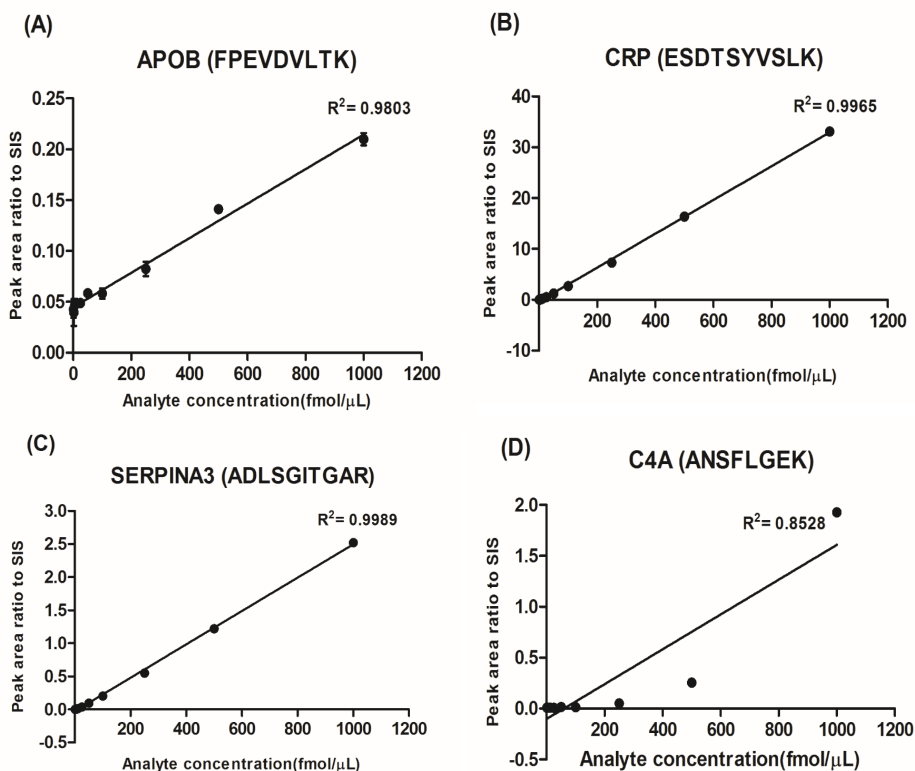 (A)
APOB (FPEVDVLTK)
R²= 0.9803
Peak area ratio to SIS
0.25
0.20
0.15
0.10
0.05
0.00
0 200 400 600 800 1000 1200
Analyte concentration(fmol/μL)
(B)
CRP (ESDTSYVSLK)
R²= 0.9965
Peak area ratio to SIS
40
30
20
10
0
-10
200 400 600 800 1000 1200
Analyte concentration(fmol/μL)
(C)
SERPINA3 (ADLSGITGAR)
R²= 0.9989
Peak area ratio to SIS
3.0
2.5
2.0
1.5
1.0
0.5
0.0
-0.5
200 400 600 800 1000 1200
Analyte concentration(fmol/μL)
(D)
C4A (ANSFLGEK)
R²= 0.8528
Peak area ratio to SIS
2.0
1.5
1.0
0.5
0.0
-0.5
200 400 600 800 1000 1200
Analyte concentration(fmol/μL)